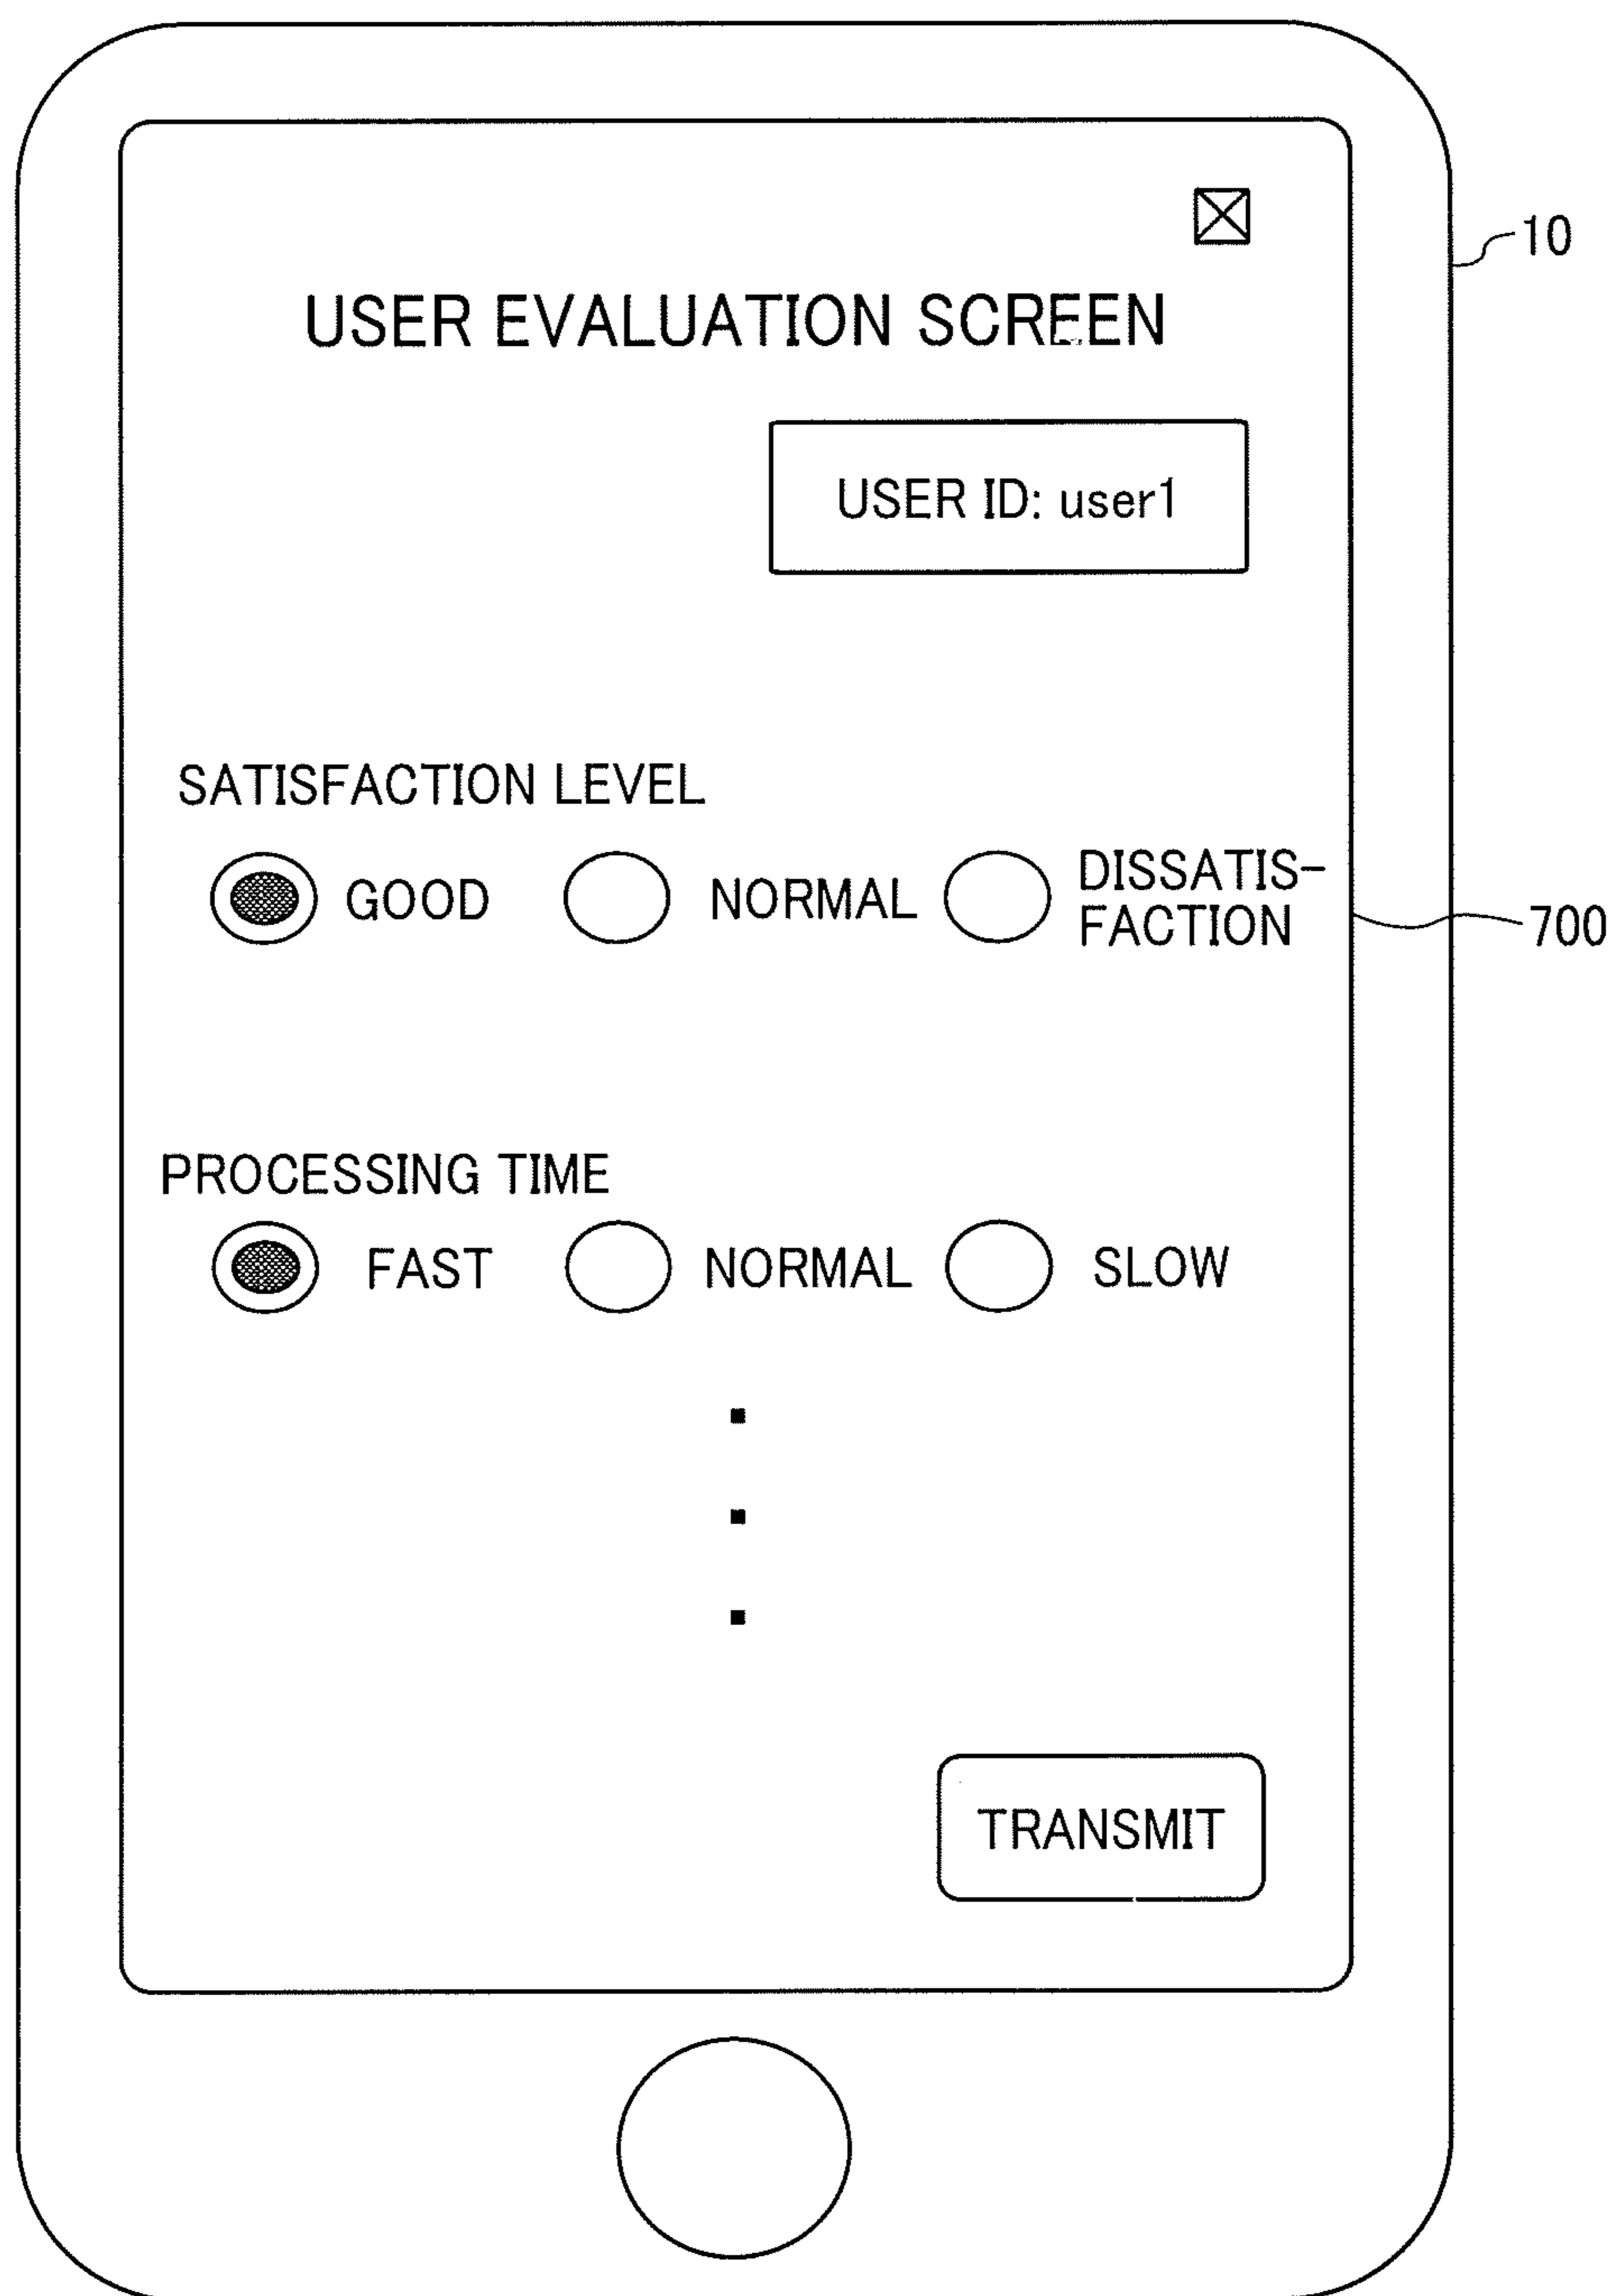 10
USER EVALUATION SCREEN
USER ID: user1
SATISFACTION LEVEL
GOOD NORMAL DISSATIS-
FACTION
700
PROCESSING TIME
FAST NORMAL SLOW
TRANSMIT